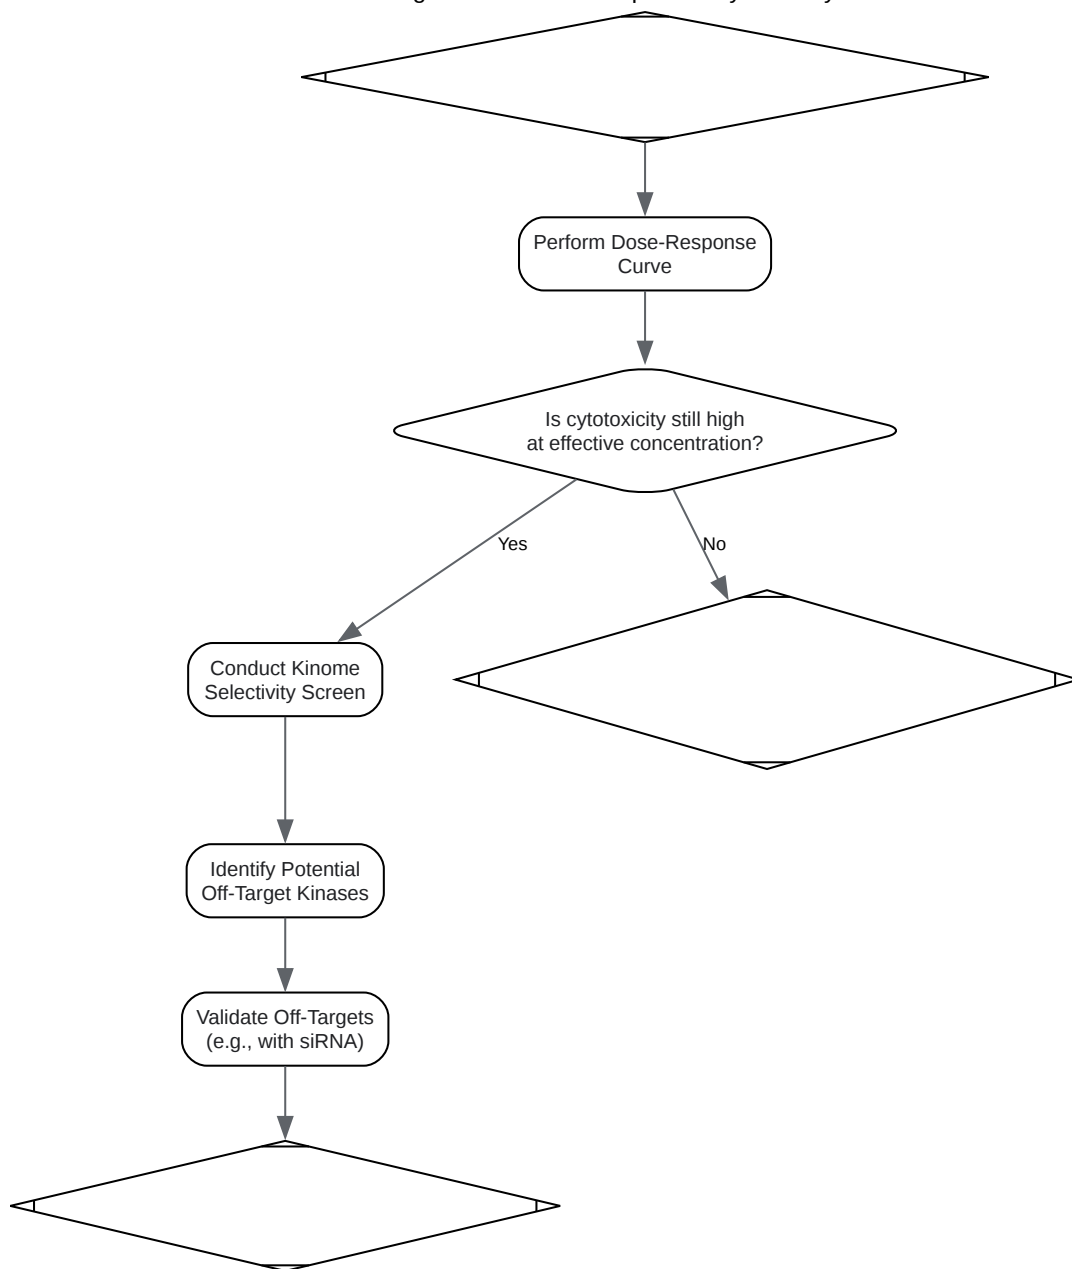 Perform Dose-Response
Curve
Is cytotoxicity still high
at effective concentration?
Yes
No
Conduct Kinome
Selectivity Screen
Identify Potential
Off-Target Kinases
Validate Off-Targets
(e.g., with siRNA)